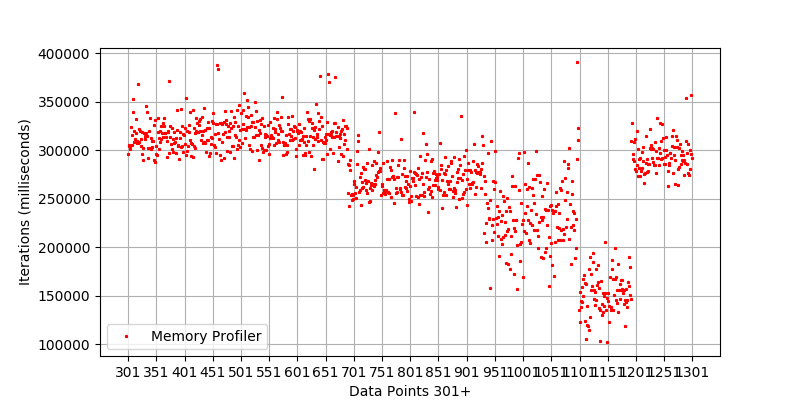 400000
350000
300000
250000
200000
150000
100000
Iterations (milliseconds)
Memory Profiler
301 351 401 451 501 551 601 651 701 751 801 851 901 951 1001 1051 1101 1151 1201 1251 1301
Data Points 301+